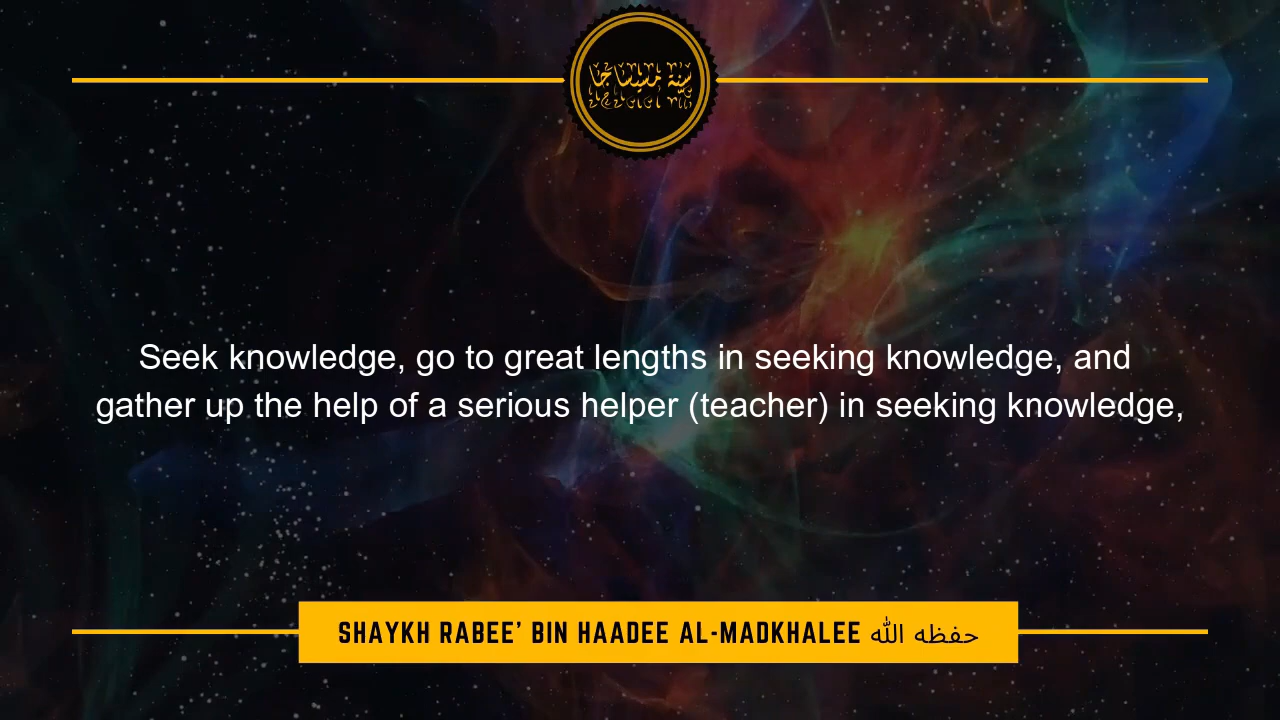 Seek knowledge, go to great lengths in seeking knowledge, and
gather up the help of a serious helper (teacher) in seeking knowledge,
SHAYKH RABEE’ BIN HAADEE AL-MADKHALEE حفظه الله